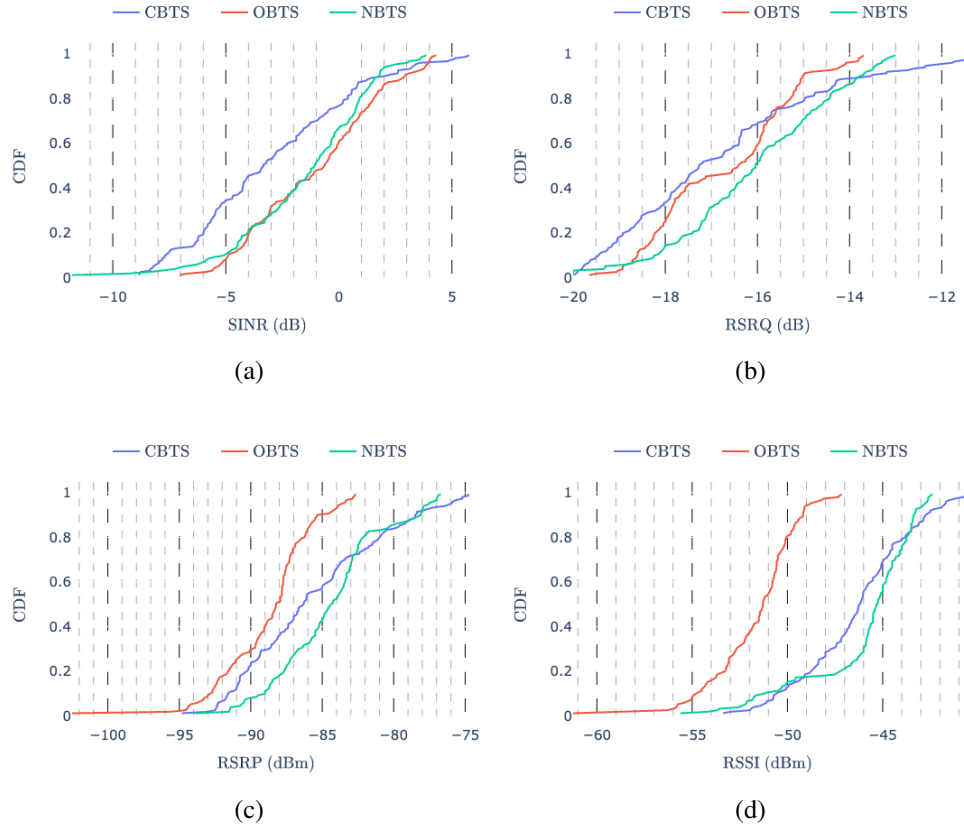 CBTS OBTS NBTS
1
0.8
0.6
0.4
0.2
0
CDF
−10 −5 0 5
SINR (dB)
(a)
CBTS OBTS NBTS
1
0.8
0.6
0.4
0.2
0
CDF
−20 −18 −16 −14 −12
RSRQ (dB)
(b)
CBTS OBTS NBTS
1
0.8
0.6
0.4
0.2
0
CDF
−100 −95 −90 −85 −80 −75
RSRP (dBm)
(c)
CBTS OBTS NBTS
1
0.8
0.6
0.4
0.2
0
CDF
−60 −55 −50 −45
RSSI (dBm)
(d)